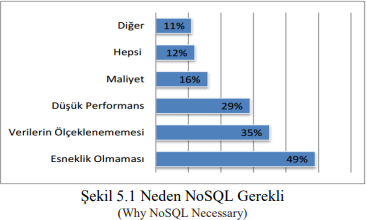 Diğer 11%
Hepsi 12%
Maliyet 16%
Düşük Performans 29%
Verilerin Ölçeklenememesi 35%
Esneklik Olmaması 49%
Şekil 5.1 Neden NoSQL Gerekli
(Why NoSQL Necessary)